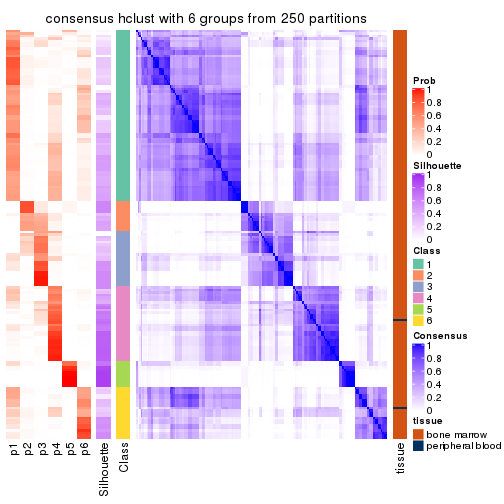 consensus hclust with 6 groups from 250 partitions
p1
p2
p3
p4
p5
p6
Silhouette
Class
tissue
Prob
1
0.8
0.6
0.4
0.2
0
Silhouette
1
0.8
0.6
0.4
0.2
0
Class
1
2
3
4
5
6
Consensus
1
0.8
0.6
0.4
0.2
0
tissue
bone marrow
peripheral blood